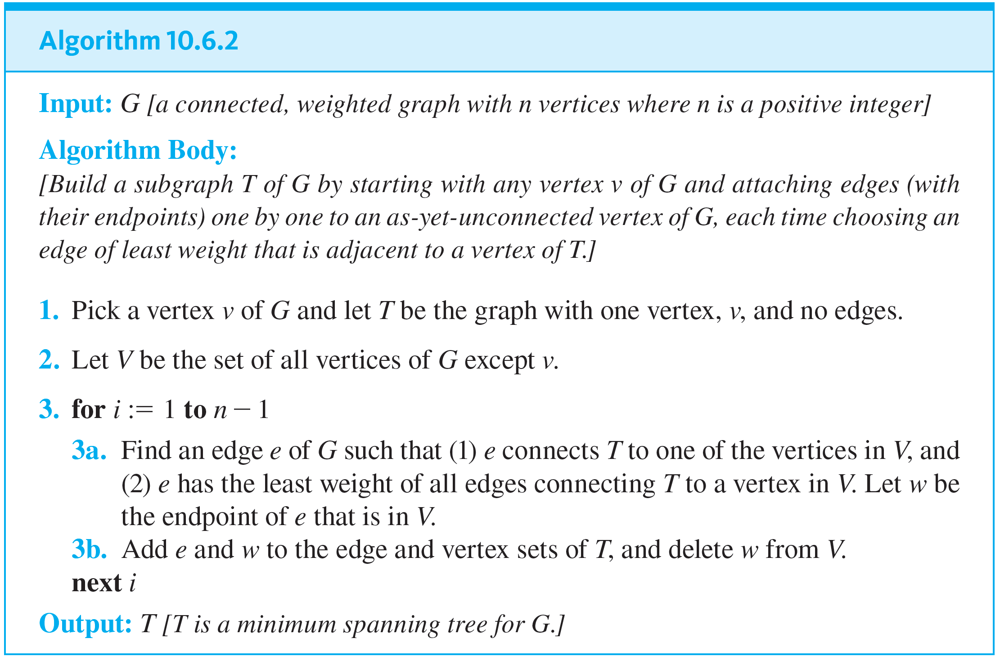 Algorithm 10.6.2
Input: G [a connected, weighted graph with n vertices where n is a positive integer]
Algorithm Body:
[Build a subgraph T of G by starting with any vertex v of G and attaching edges (with
their endpoints) one by one to an as-yet-unconnected vertex of G, each time choosing an
edge of least weight that is adjacent to a vertex of T.]
1. Pick a vertex v of G and let T be the graph with one vertex, v, and no edges.
2. Let V be the set of all vertices of G except v.
3. for i := 1 to n − 1
3a. Find an edge e of G such that (1) e connects T to one of the vertices in V, and
(2) e has the least weight of all edges connecting T to a vertex in V. Let w be
the endpoint of e that is in V.
3b. Add e and w to the edge and vertex sets of T, and delete w from V.
next i
Output: T [T is a minimum spanning tree for G.]